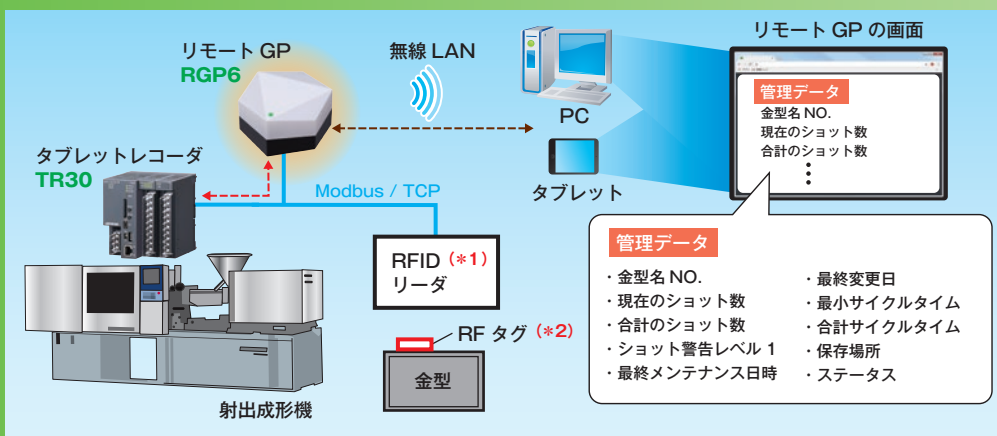 リモート GP
RGP6
無線 LAN
リモート GP の画面
管理データ
金型名 NO.
現在のショット数
合計のショット数
PC
タブレット
タブレットレコーダ
TR30
Modbus / TCP
RFID (*1)
リーダ
RF タグ (*2)
金型
射出成形機
管理データ
・金型名 NO.
・現在のショット数
・合計のショット数
・ショット警告レベル 1
・最終メンテナンス日時
・最終変更日
・最小サイクルタイム
・合計サイクルタイム
・保存場所
・ステータス